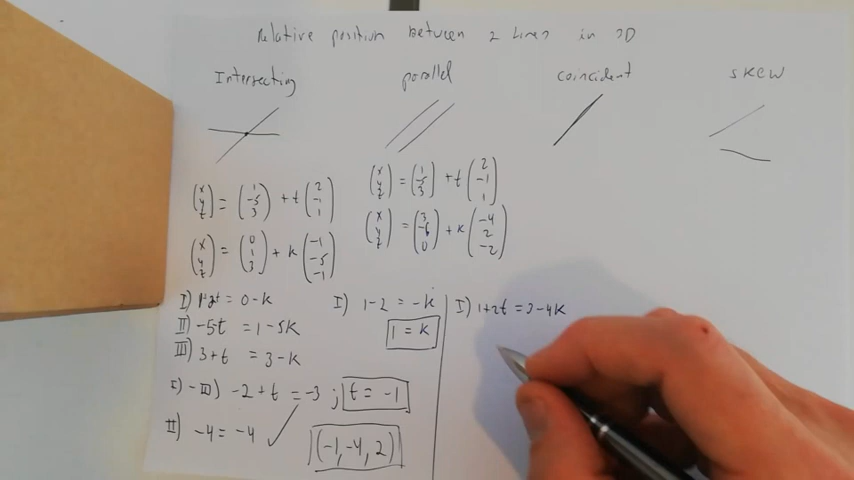 Relative position between 2 Lines in 3D
Intersecting
parallel
coincident
SKEW
(x y z) = (1 -5 3) + t (2 -1 1)
(x y z) = (0 1 3) + k (-1 -5 -1)
(x y z) = (1 -5 3) + t (2 -1 1)
(x y z) = (3 -6 0) + k (-4 2 -2)
I) 1+2t = 0-k
II) -5t = 1-5k
III) 3+t = 3-k
I)-III) -2+t = -3 ; t = -1
II) -4 = -4 ✓
(-1,-4,2)
I) 1-2 = -k
1 = k
I) 1+2t = 3-4k